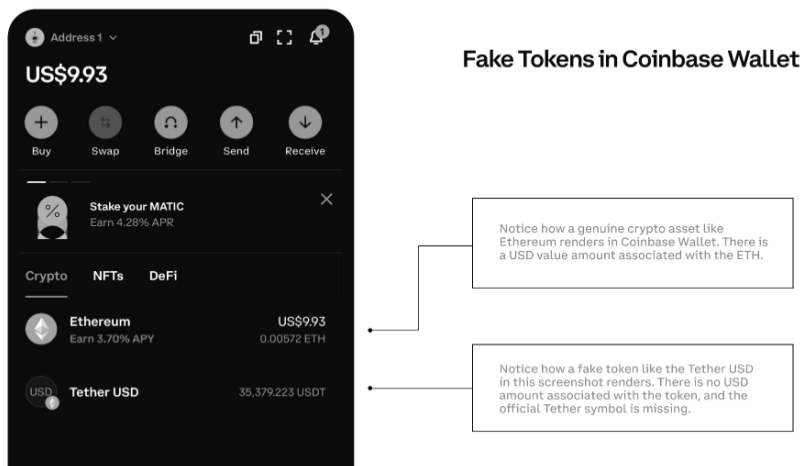 Address 1
1
Fake Tokens in Coinbase Wallet
US$9.93
Buy Swap Bridge Send Receive
%
Stake your MATIC
Earn 4.28% APR
Notice how a genuine crypto asset like
Ethereum renders in Coinbase Wallet. There is
a USD value amount associated with the ETH.
Crypto NFTs DeFi
Ethereum US$9.93
Earn 3.70% APY 0.00572 ETH
Notice how a fake token like the Tether USD
in this screenshot renders. There is no USD
amount associated with the token, and the
official Tether symbol is missing.
USD Tether USD 35,379.223 USDT